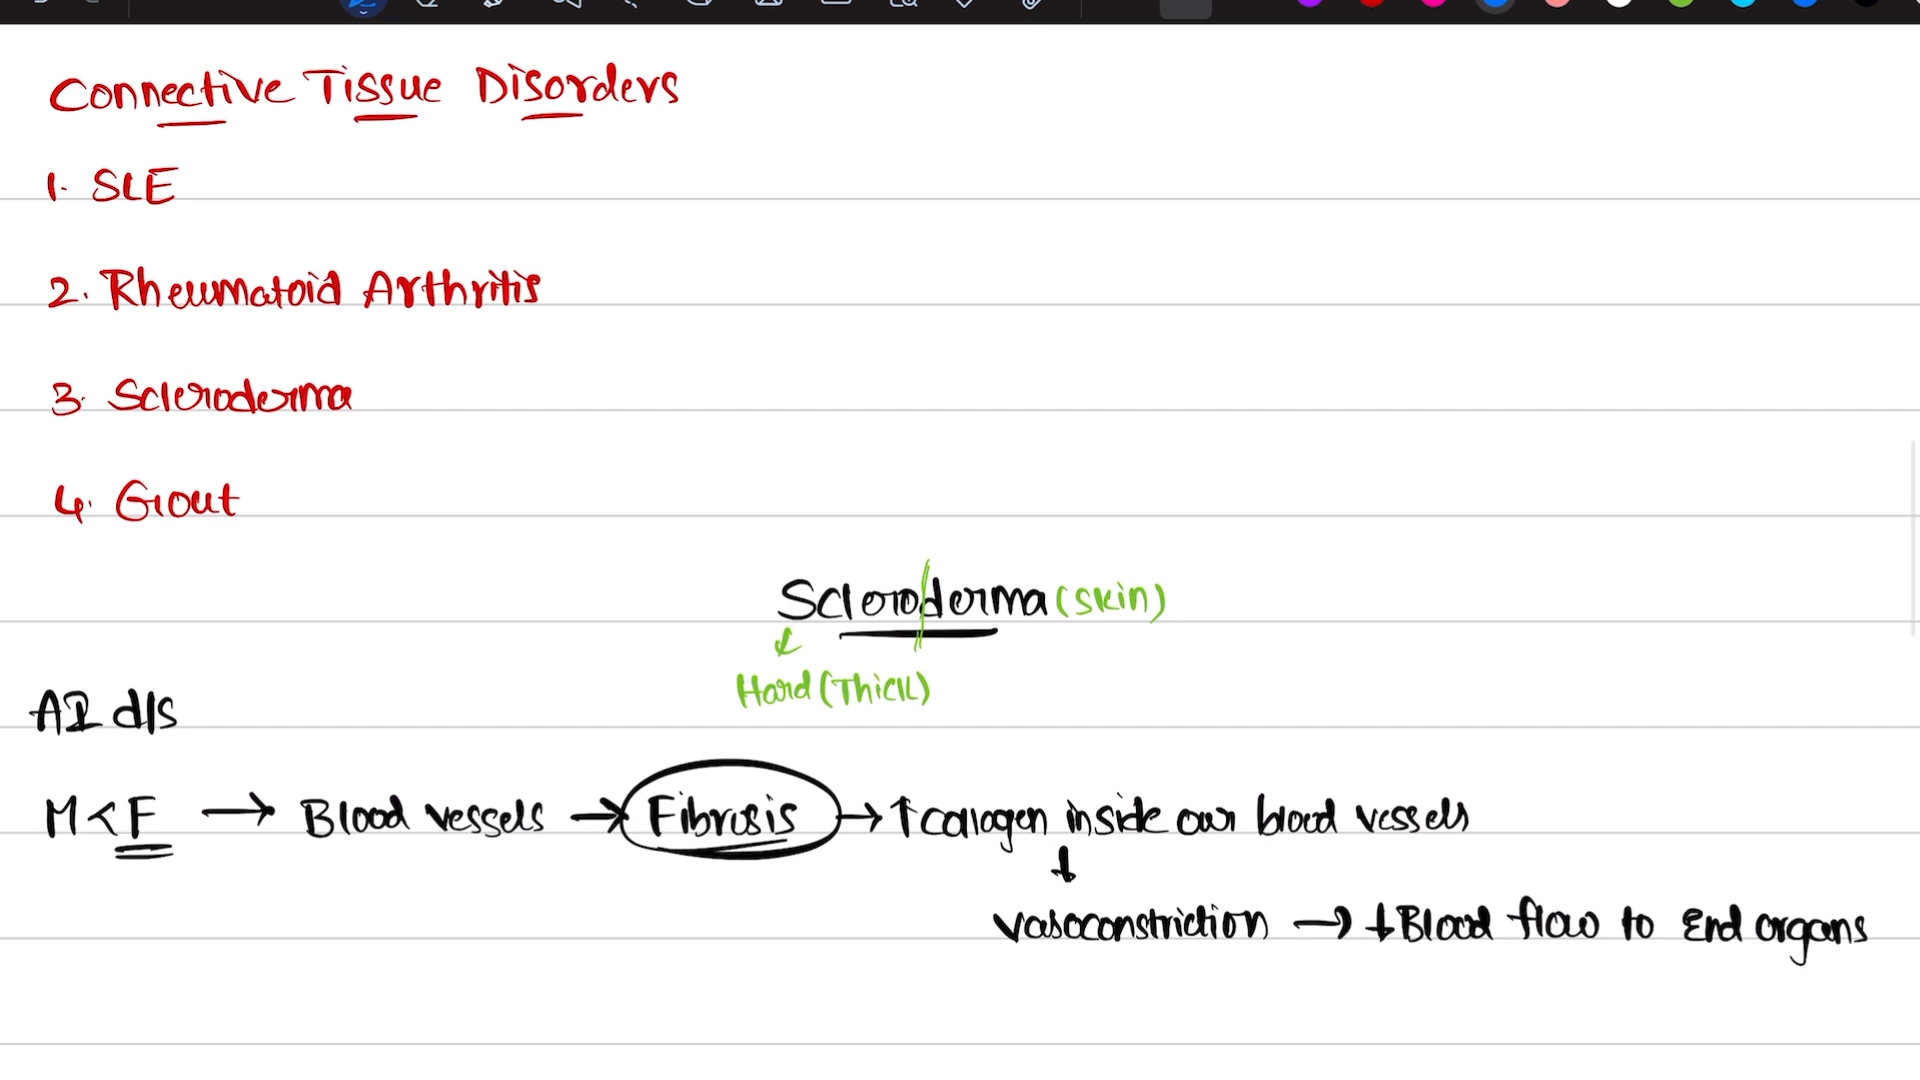 Connective Tissue Disorders
1. SLE
2. Rheumatoid Arthritis
3. Scleroderma
4. Gout
Scleroderma (skin)
↓
Hard (Thick)
AI d/s
M < F → Blood vessels → Fibrosis → ↑ collagen inside our blood vessels
↓
vasoconstriction → ↓ Blood flow to End organs